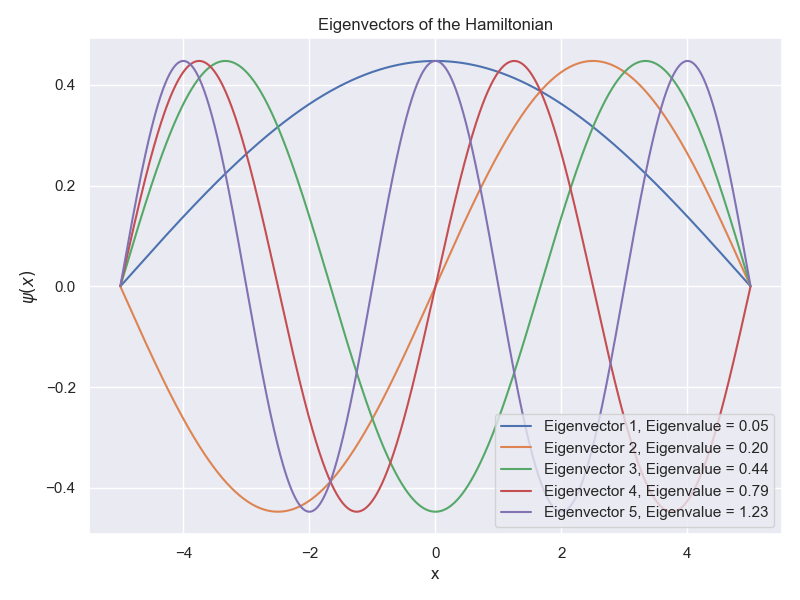 Eigenvectors of the Hamiltonian
0.4
0.2
0.0
−0.2
−0.4
ψ(x)
−4
−2
0
2
4
x
Eigenvector 1, Eigenvalue = 0.05
Eigenvector 2, Eigenvalue = 0.20
Eigenvector 3, Eigenvalue = 0.44
Eigenvector 4, Eigenvalue = 0.79
Eigenvector 5, Eigenvalue = 1.23